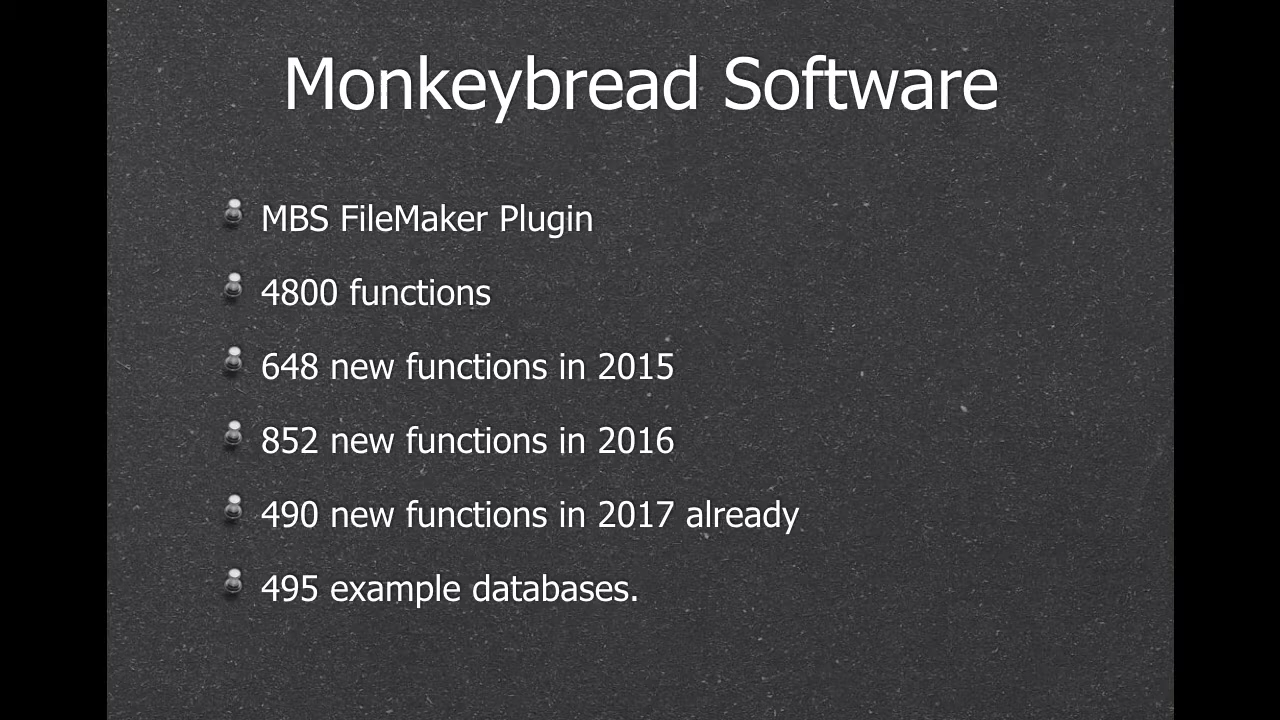 Monkeybread Software
MBS FileMaker Plugin
4800 functions
648 new functions in 2015
852 new functions in 2016
490 new functions in 2017 already
495 example databases.